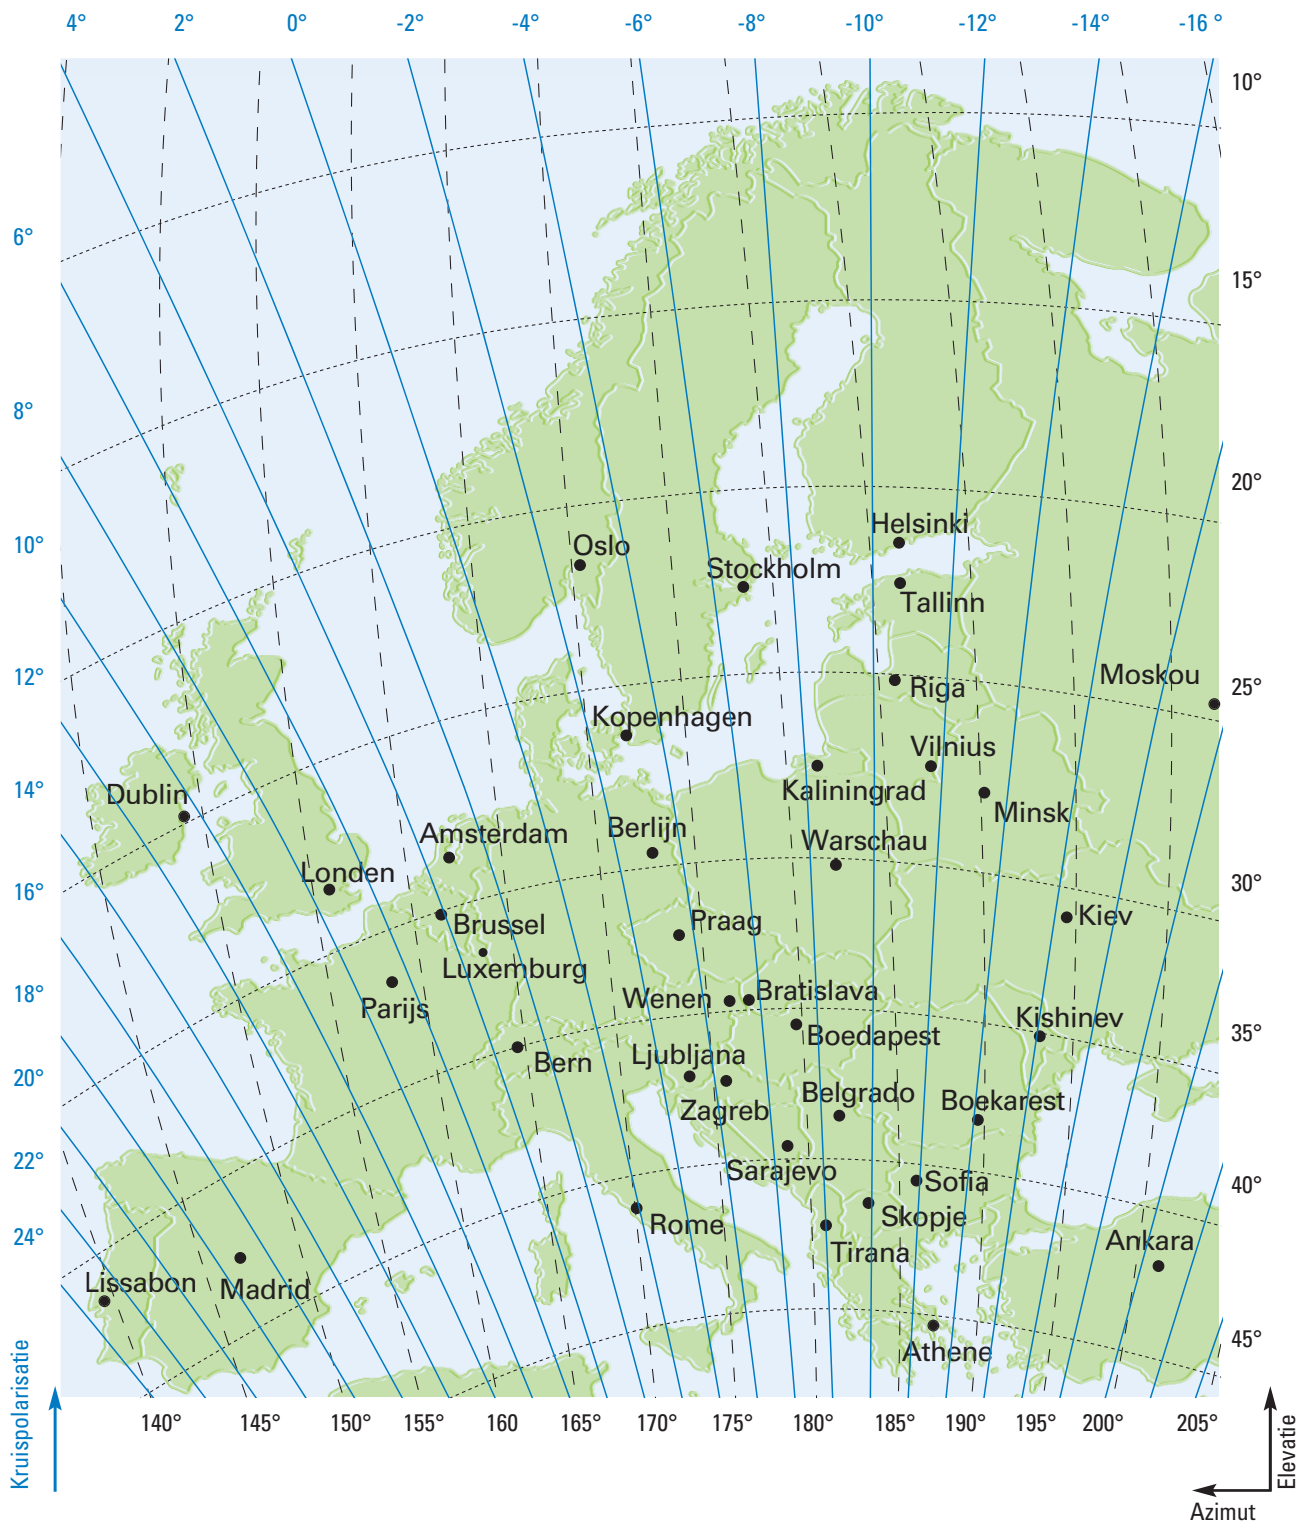 4° 2° 0° -2° -4° -6° -8° -10° -12° -14° -16 °
10°
6°
15°
8°
20°
Helsinki
10°
Oslo
Stockholm
Tallinn
12°
Moskou
25°
Riga
Kopenhagen
Vilnius
14°
Dublin
Kaliningrad
Minsk
Amsterdam
Berlijn
Warschau
Londen
16°
30°
Brussel
Praag
Kiev
Luxemburg
18°
Wenen
Bratislava
Parijs
Kishinev
35°
Boedapest
Bern
Ljubljana
20°
Belgrado
Boekarest
Zagreb
22°
Sarajevo
Sofia
40°
Rome
Skopje
24°
Tirana
Ankara
Lissabon
Madrid
45°
Athene
Kruispolarisatie
140° 145° 150° 155° 160 165° 170° 175° 180° 185° 190° 195° 200° 205°
Elevatie
Azimut